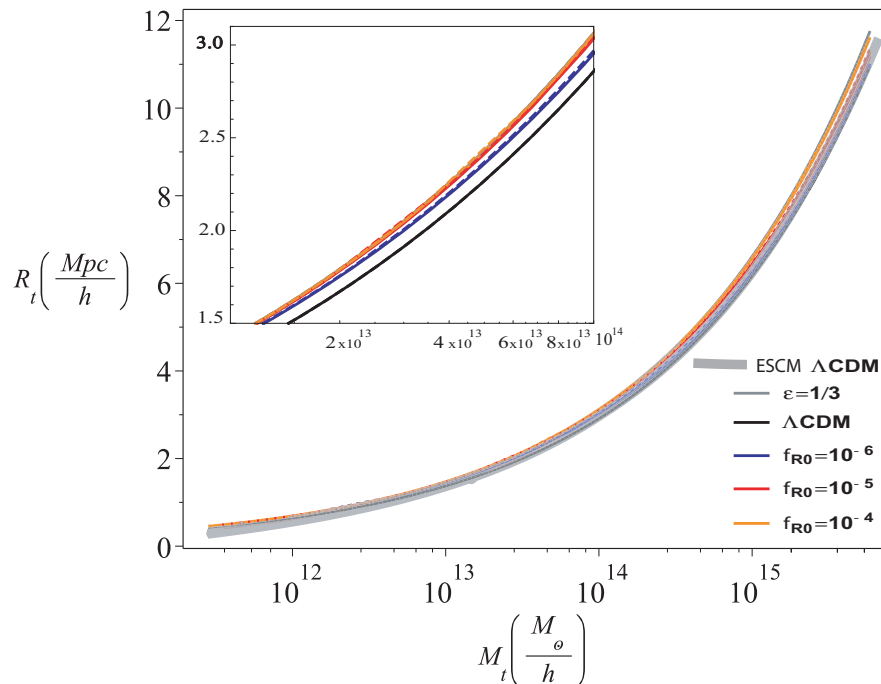 12
10
8
6
4
2
0
R_t ( Mpc / h )
3.0
2.5
2.0
1.5
2x10^13
4 x10^13
6x10^13
8x10^13
10^14
ESCM ΛCDM
ε=1/3
ΛCDM
f_R0=10^-6
f_R0=10^-5
f_R0=10^-4
10^12
10^13
10^14
10^15
M_t ( M_⊙ / h )